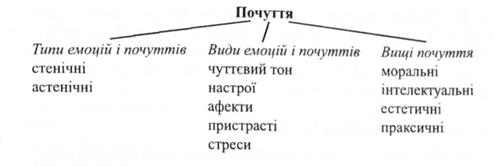 Почуття
Типи емоцій і почуттів
стенічні
астенічні
Види емоцій і почуттів
чуттєвий тон
настрої
афекти
пристрасті
стреси
Вищі почуття
моральні
інтелектуальні
естетичні
праксичні